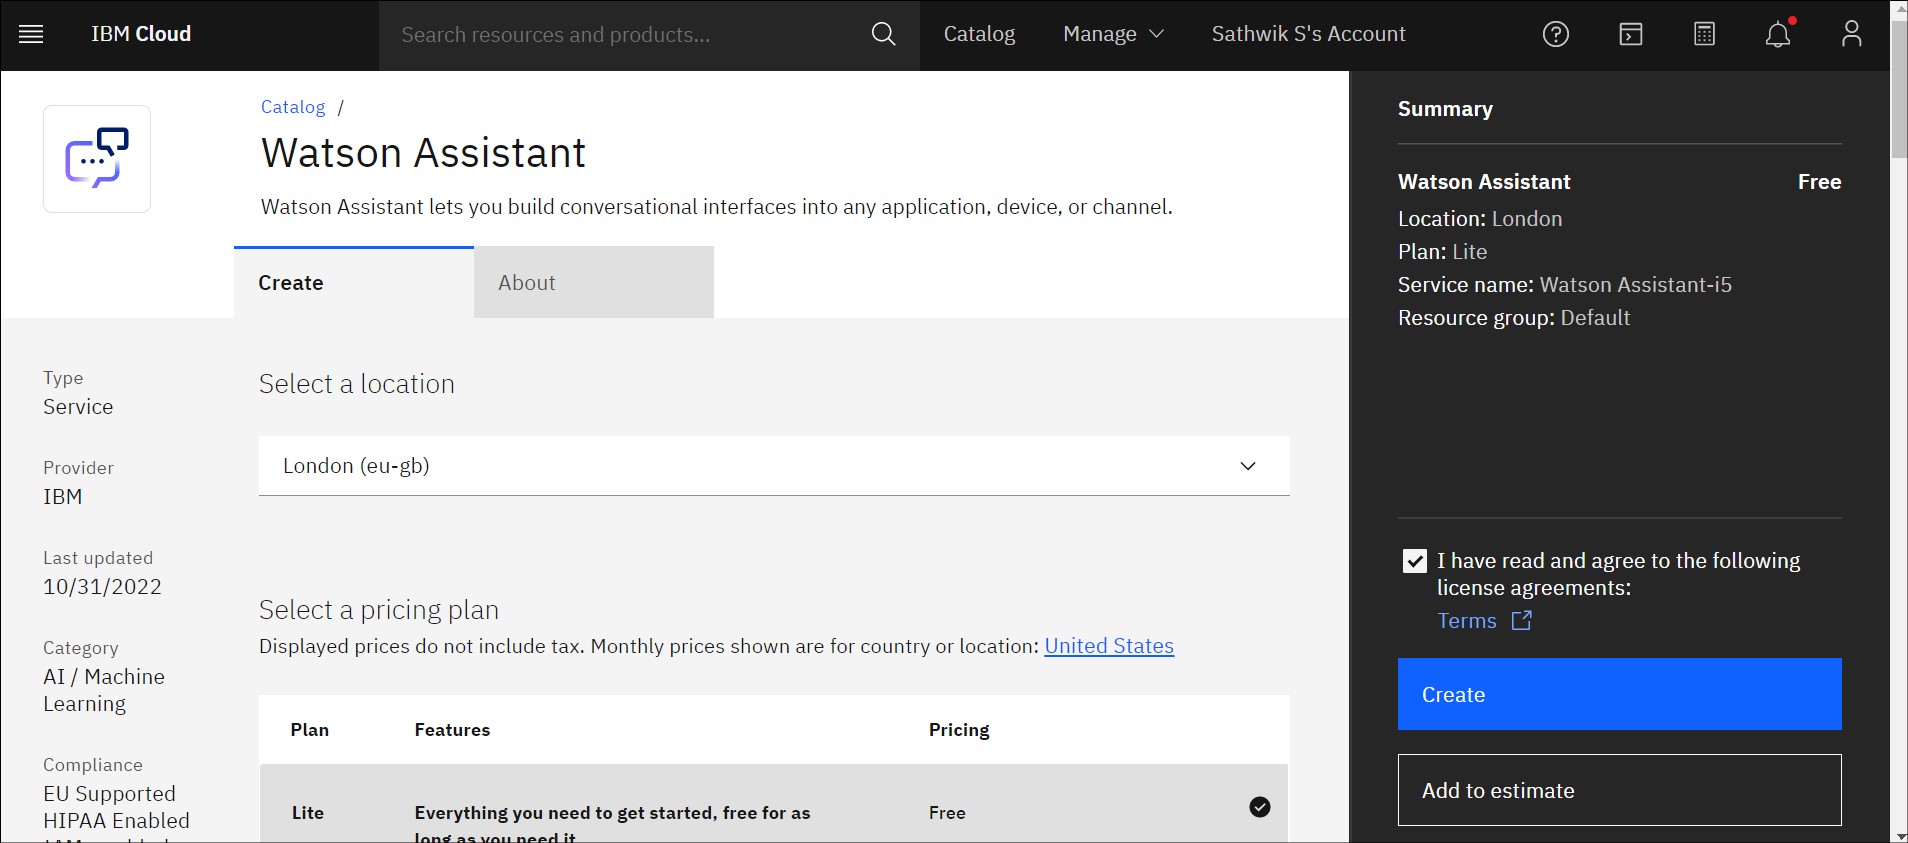 IBM Cloud
Search resources and products...
Catalog
Manage
Sathwik S's Account
Catalog /
Watson Assistant
Watson Assistant lets you build conversational interfaces into any application, device, or channel.
Create
About
Type
Service
Provider
IBM
Last updated
10/31/2022
Category
AI / Machine
Learning
Compliance
EU Supported
HIPAA Enabled
Select a location
London (eu-gb)
Select a pricing plan
Displayed prices do not include tax. Monthly prices shown are for country or location: United States
Plan Features Pricing
Lite Everything you need to get started, free for as Free
long as you need it
Summary
Watson Assistant Free
Location: London
Plan: Lite
Service name: Watson Assistant-i5
Resource group: Default
I have read and agree to the following
license agreements:
Terms
Create
Add to estimate